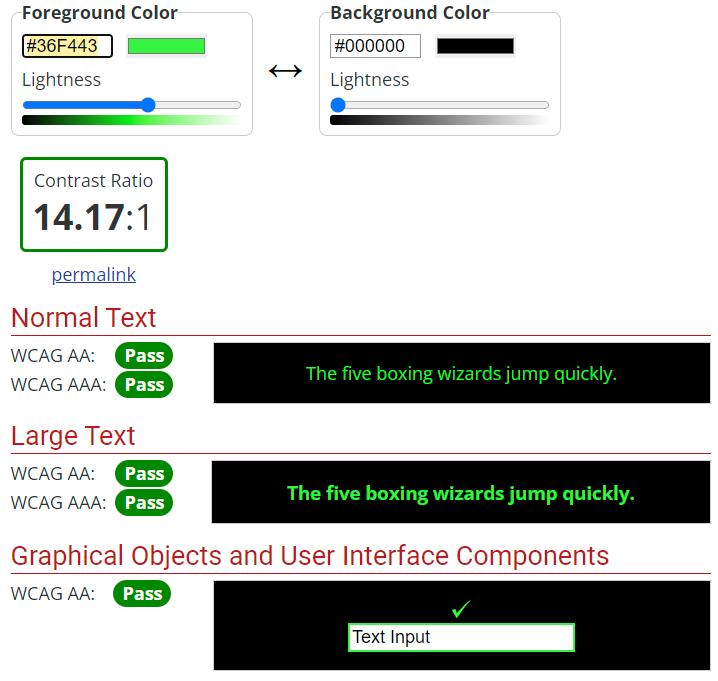 Foreground Color
#36F443
Lightness
Background Color
#000000
Lightness
Contrast Ratio
14.17:1
permalink
Normal Text
WCAG AA: Pass
WCAG AAA: Pass
The five boxing wizards jump quickly.
Large Text
WCAG AA: Pass
WCAG AAA: Pass
The five boxing wizards jump quickly.
Graphical Objects and User Interface Components
WCAG AA: Pass
✓
Text Input